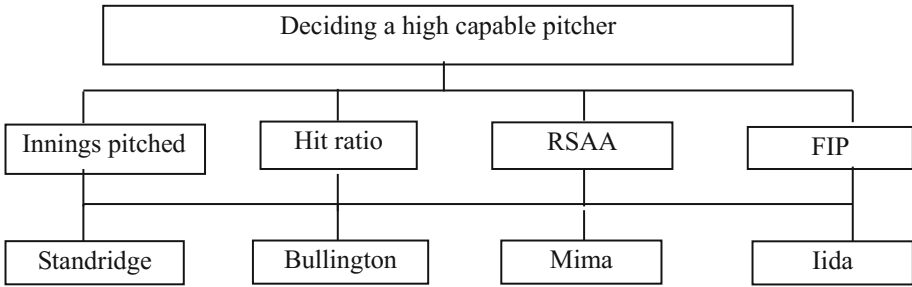 Deciding a high capable pitcher
Innings pitched
Hit ratio
RSAA
FIP
Standridge
Bullington
Mima
Iida